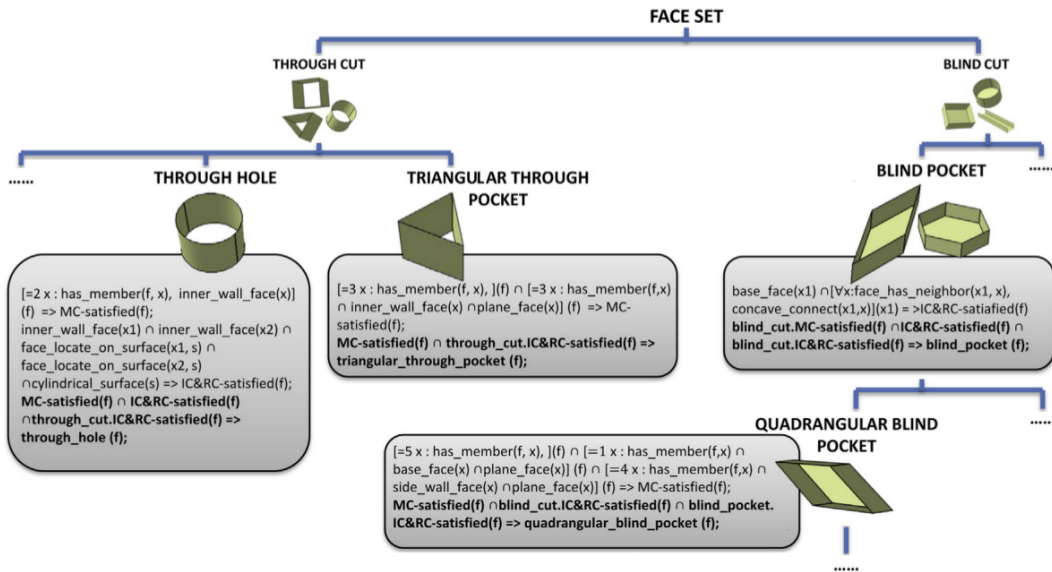 FACE SET
THROUGH CUT
BLIND CUT
......
THROUGH HOLE
TRIANGULAR THROUGH
POCKET
BLIND POCKET
......
[=2 x : has_member(f, x), inner_wall_face(x)]
(f) => MC-satisfied(f);
inner_wall_face(x1) ∩ inner_wall_face(x2) ∩
face_locate_on_surface(x1, s) ∩
face_locate_on_surface(x2, s)
∩cylindrical_surface(s) => IC&RC-satisfied(f);
MC-satisfied(f) ∩ IC&RC-satisfied(f)
∩through_cut.IC&RC-satisfied(f) =>
through_hole (f);
[=3 x : has_member(f, x), ](f) ∩ [=3 x : has_member(f,x)
∩ inner_wall_face(x) ∩plane_face(x)] (f) => MC-
satisfied(f);
MC-satisfied(f) ∩ through_cut.IC&RC-satisfied(f) =>
triangular_through_pocket (f);
base_face(x1) ∩[∀x:face_has_neighbor(x1, x),
concave_connect(x1,x)](x1) = >IC&RC-satiafied(f)
blind_cut.MC-satisfied(f) ∩IC&RC-satisfied(f) ∩
blind_cut.IC&RC-satisfied(f) => blind_pocket (f);
QUADRANGULAR BLIND
POCKET
......
[=5 x : has_member(f, x), ](f) ∩ [=1 x : has_member(f,x) ∩
base_face(x) ∩plane_face(x)] (f) ∩ [=4 x : has_member(f,x) ∩
side_wall_face(x) ∩plane_face(x)] (f) => MC-satisfied(f);
MC-satisfied(f) ∩blind_cut.IC&RC-satisfied(f) ∩ blind_pocket.
IC&RC-satisfied(f) => quadrangular_blind_pocket (f);
......